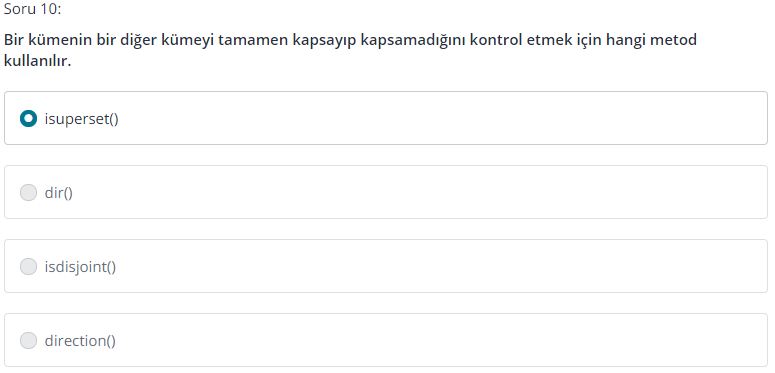 Soru 10:
Bir kümenin bir diğer kümeyi tamamen kapsayıp kapsamadığını kontrol etmek için hangi metod
kullanılır.
isuperset()
dir()
isdisjoint()
direction()